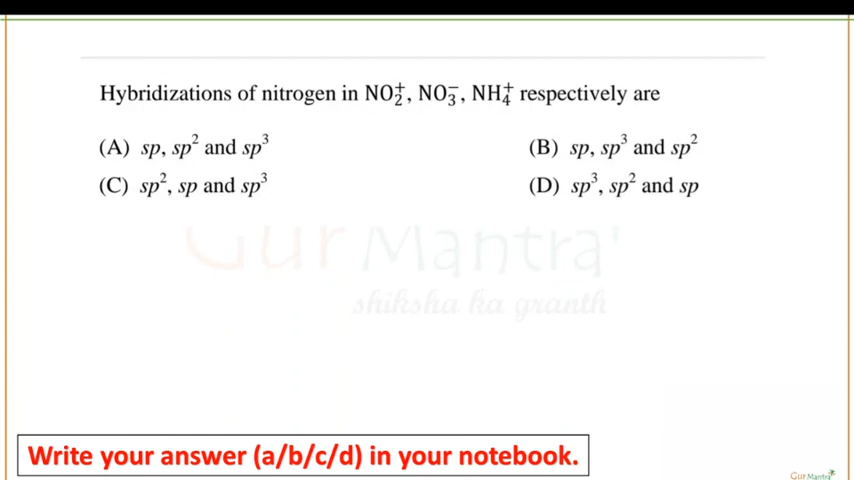 Hybridizations of nitrogen in NO₂⁺, NO₃⁻, NH₄⁺ respectively are
(A) sp, sp² and sp³ (B) sp, sp³ and sp²
(C) sp², sp and sp³ (D) sp³, sp² and sp
Gur Mantra'
shiksha ka granth
Write your answer (a/b/c/d) in your notebook.
Gur Mantra